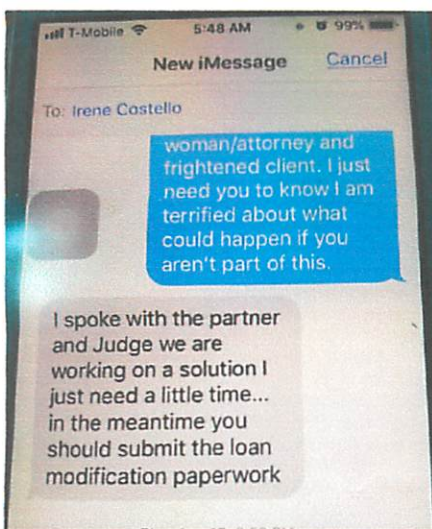 T-Mobile 5:48 AM 99%
New iMessage Cancel
To: Irene Costello
woman/attorney and
frightened client. I just
need you to know I am
terrified about what
could happen if you
aren't part of this.
I spoke with the partner
and Judge we are
working on a solution I
just need a little time...
in the meantime you
should submit the loan
modification paperwork